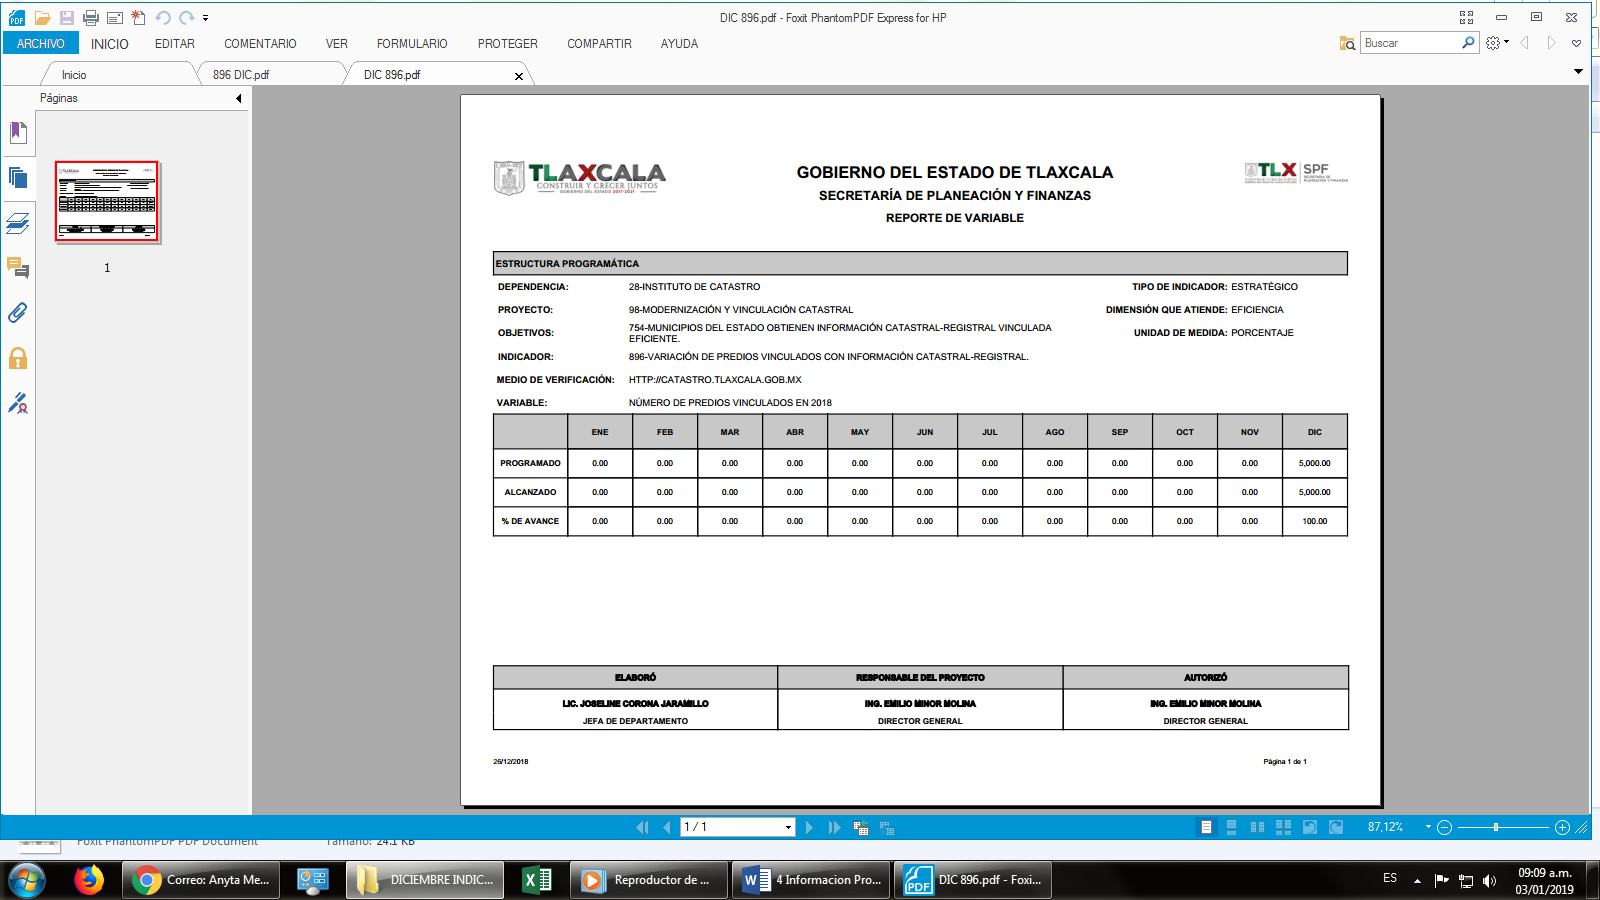 DIC 896.pdf - Foxit PhantomPDF Express for HP
ARCHIVO INICIO EDITAR COMENTARIO VER FORMULARIO PROTEGER COMPARTIR AYUDA
Buscar
Inicio 896 DIC.pdf DIC 896.pdf
Páginas
1
TLAXCALA
CONSTRUIR Y CRECER JUNTOS
GOBIERNO DEL ESTADO 2017-2021
GOBIERNO DEL ESTADO DE TLAXCALA
SECRETARÍA DE PLANEACIÓN Y FINANZAS
REPORTE DE VARIABLE
TLX SPF
ESTRUCTURA PROGRAMÁTICA
DEPENDENCIA: 28-INSTITUTO DE CATASTRO TIPO DE INDICADOR: ESTRATÉGICO
PROYECTO: 98-MODERNIZACIÓN Y VINCULACIÓN CATASTRAL DIMENSIÓN QUE ATIENDE: EFICIENCIA
OBJETIVOS: 754-MUNICIPIOS DEL ESTADO OBTIENEN INFORMACIÓN CATASTRAL-REGISTRAL VINCULADA EFICIENTE. UNIDAD DE MEDIDA: PORCENTAJE
INDICADOR: 896-VARIACIÓN DE PREDIOS VINCULADOS CON INFORMACIÓN CATASTRAL-REGISTRAL.
MEDIO DE VERIFICACIÓN: HTTP://CATASTRO.TLAXCALA.GOB.MX
VARIABLE: NÚMERO DE PREDIOS VINCULADOS EN 2018
ENE FEB MAR ABR MAY JUN JUL AGO SEP OCT NOV DIC
PROGRAMADO 0.00 0.00 0.00 0.00 0.00 0.00 0.00 0.00 0.00 0.00 0.00 5,000.00
ALCANZADO 0.00 0.00 0.00 0.00 0.00 0.00 0.00 0.00 0.00 0.00 0.00 5,000.00
% DE AVANCE 0.00 0.00 0.00 0.00 0.00 0.00 0.00 0.00 0.00 0.00 0.00 100.00
ELABORÓ RESPONSABLE DEL PROYECTO AUTORIZÓ
LIC. JOSELINE CORONA JARAMILLO ING. EMILIO MINOR MOLINA ING. EMILIO MINOR MOLINA
JEFA DE DEPARTAMENTO DIRECTOR GENERAL DIRECTOR GENERAL
26/12/2018 Página 1 de 1
1 / 1 87,12%
Foxit PhantomPDF PDF Document Tamaño: 24.1 KB
Correo: Anyta Me... DICIEMBRE INDIC... Reproductor de ... 4 Informacion Pro... DIC 896.pdf - Foxi... ES 09:09 a.m.
03/01/2019